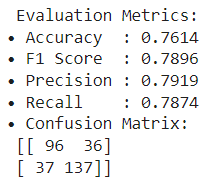 Evaluation Metrics:
• Accuracy  : 0.7614
• F1 Score  : 0.7896
• Precision : 0.7919
• Recall    : 0.7874
• Confusion Matrix:
[[ 96  36]
[ 37 137]]